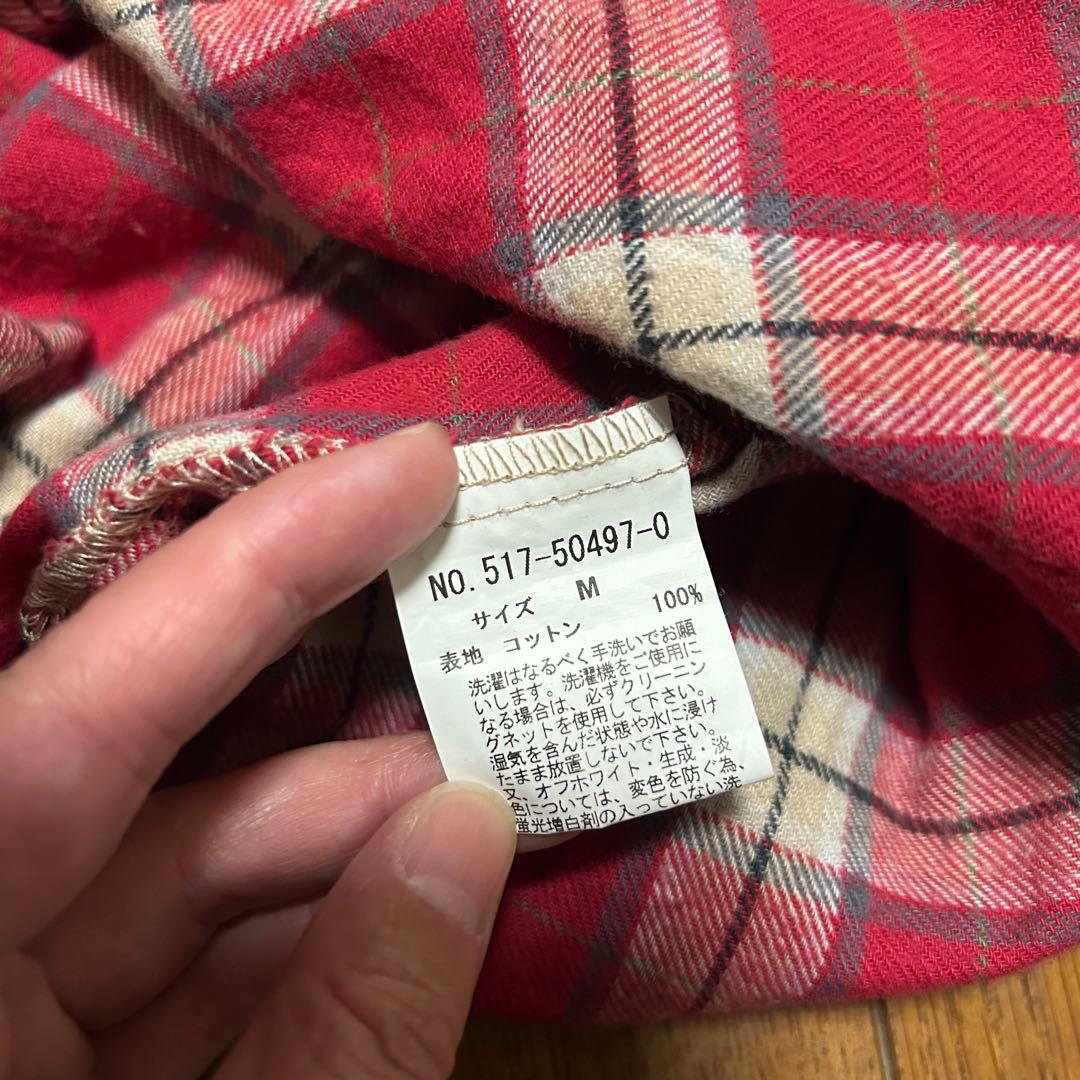 NO. 517-50497-0
サイズ M
表地 コットン 100%
洗濯はなるべく手洗いでお願
いします。洗濯機をご使用に
なる場合は、必ずクリーニン
グネットを使用して下さい。
湿気を含んだ状態や水に浸け
たまま放置しないで下さい。
又、オフホワイト・生成・淡
色については、変色を防ぐ為、
蛍光増白剤の入っていない洗